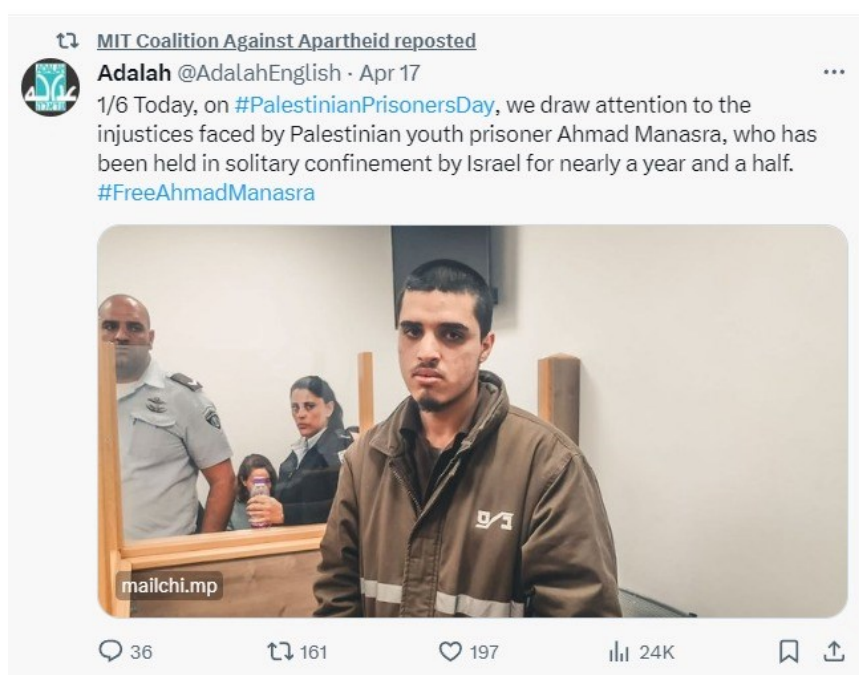 MIT Coalition Against Apartheid reposted
Adalah @AdalahEnglish · Apr 17
1/6 Today, on #PalestinianPrisonersDay, we draw attention to the
injustices faced by Palestinian youth prisoner Ahmad Manasra, who has
been held in solitary confinement by Israel for nearly a year and a half.
#FreeAhmadManasra
mailchi.mp
36 161 197 24K